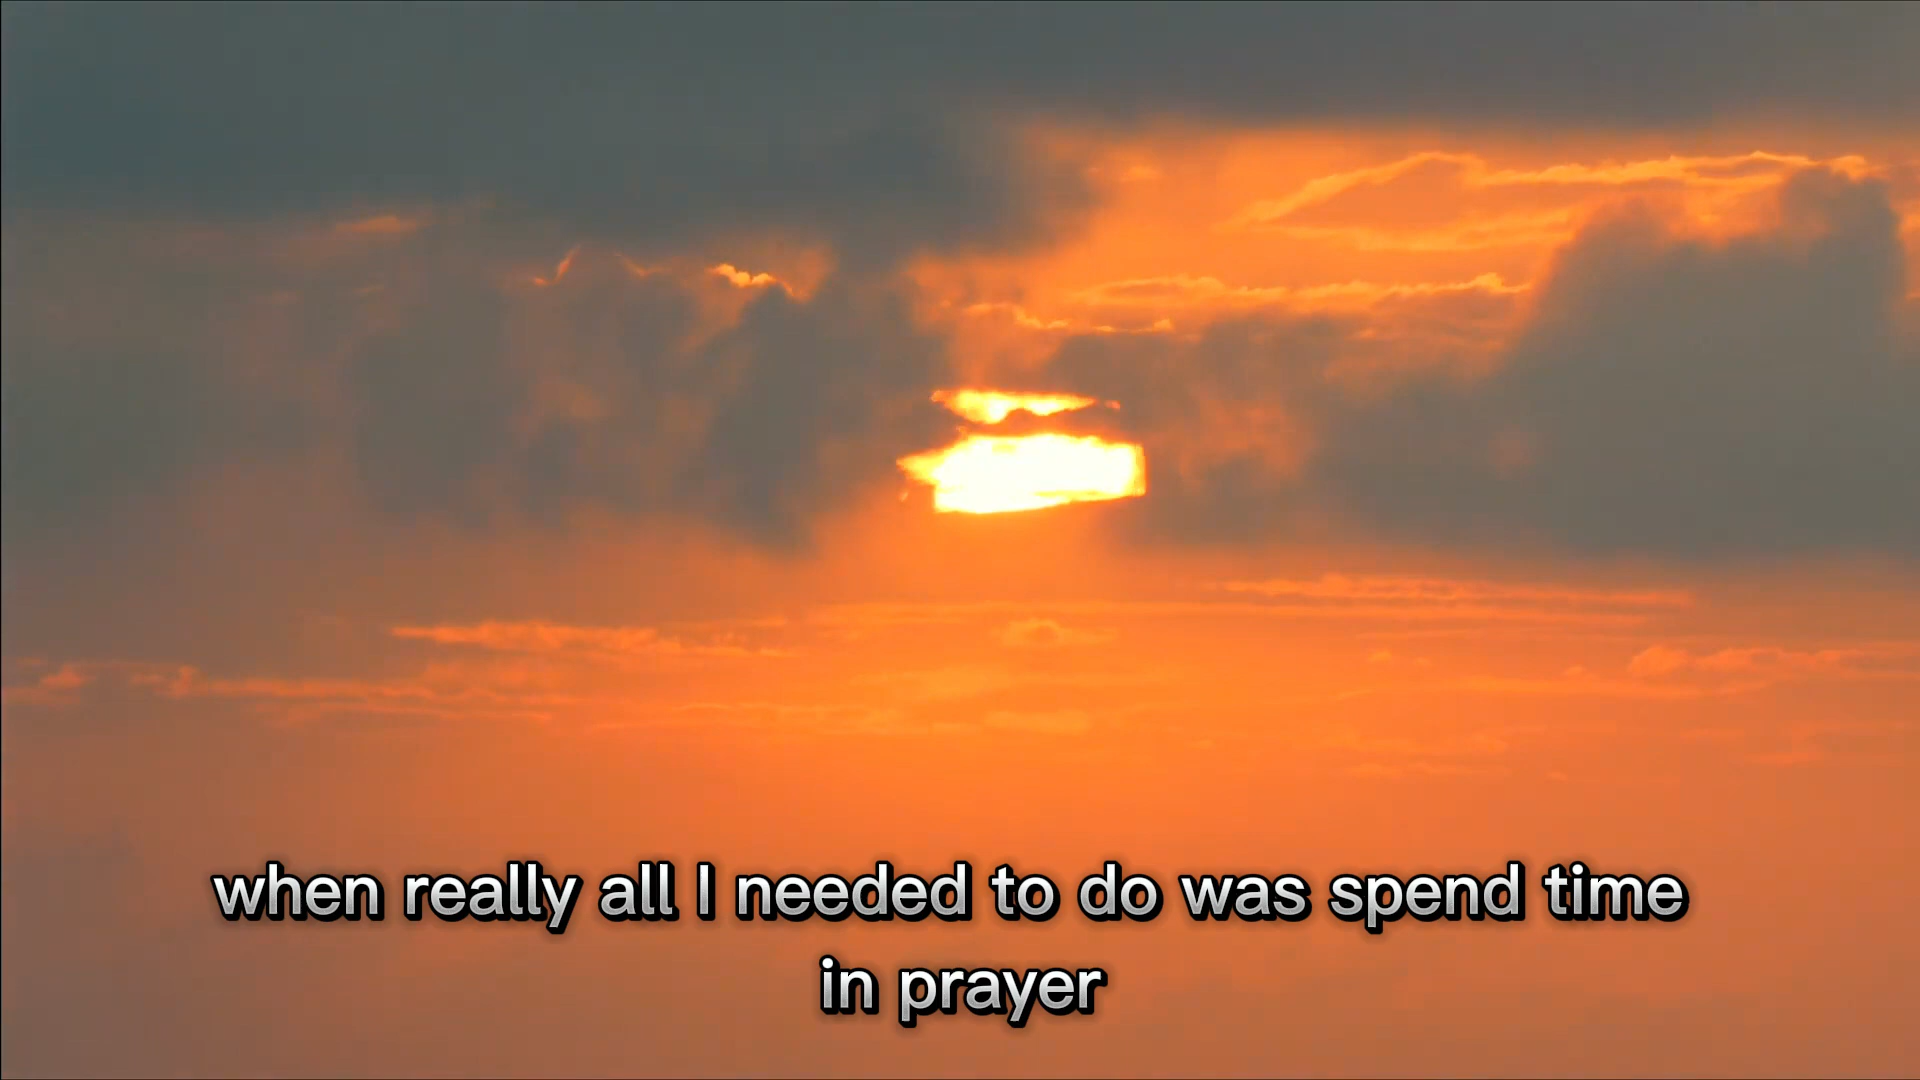 when really all I needed to do was spend time
in prayer